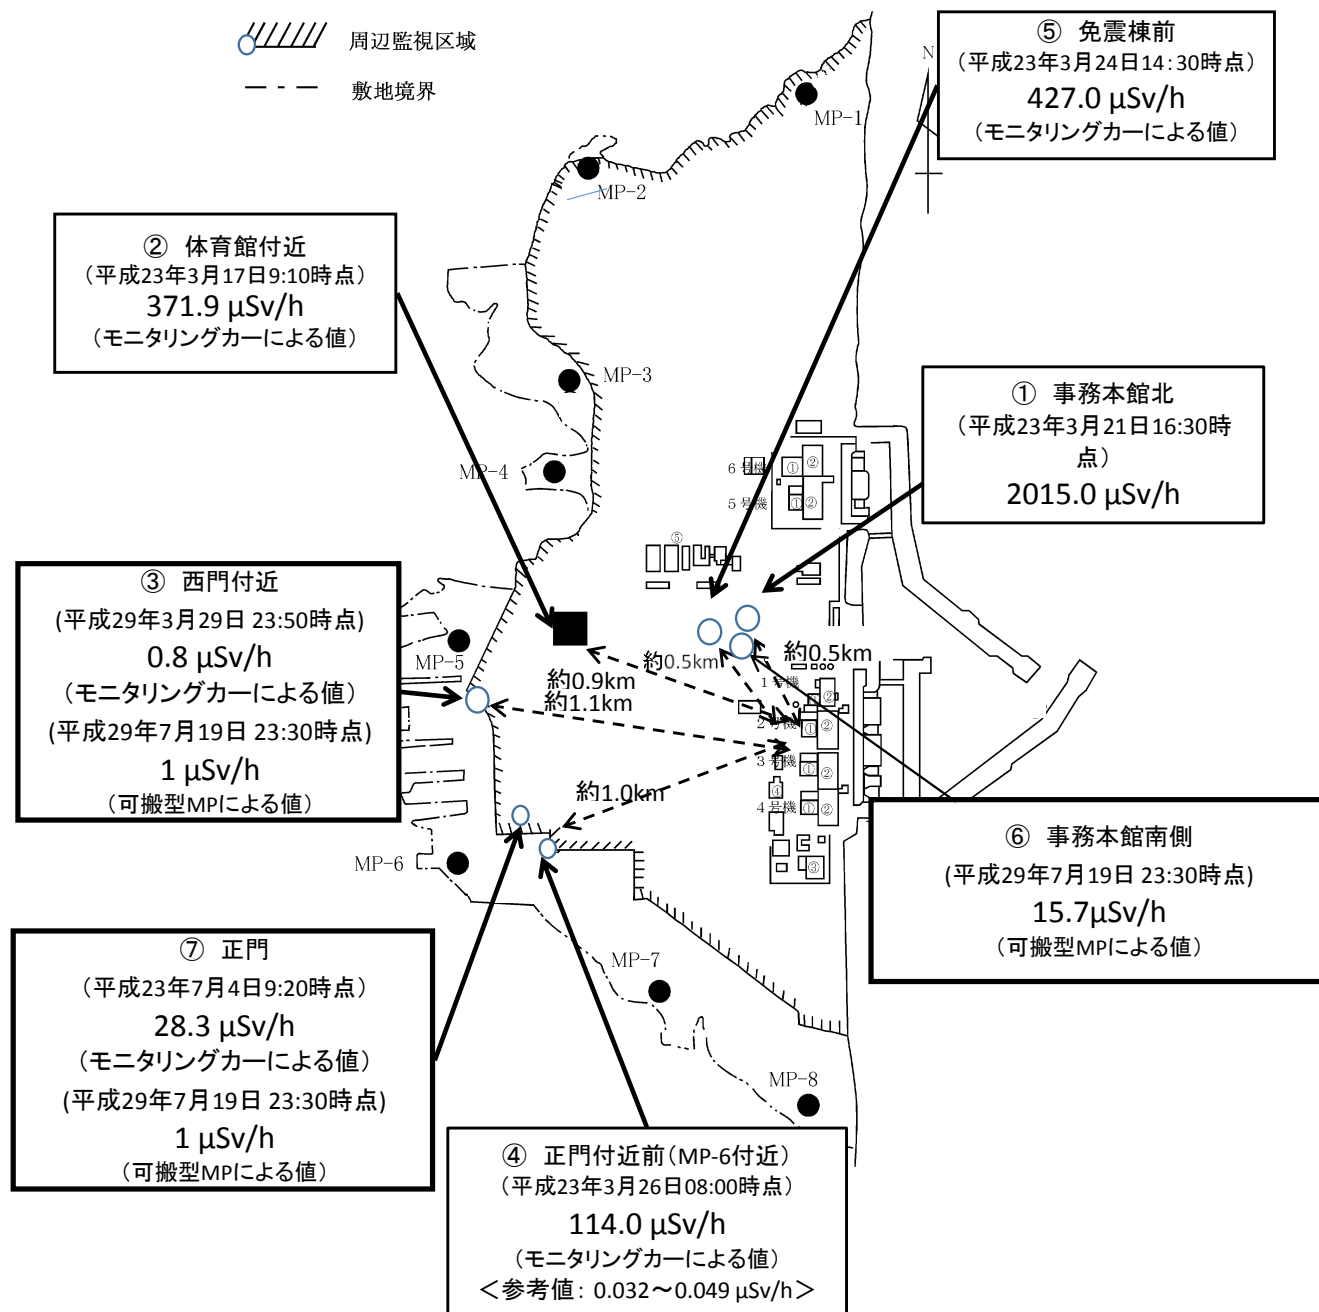 周辺監視区域
敷地境界
⑤ 免震棟前
（平成23年3月24日14：30時点）
427.0 μSv/h
（モニタリングカーによる値）
N
MP-1
MP-2
② 体育館付近
（平成23年3月17日9:10時点）
371.9 μSv/h
（モニタリングカーによる値）
MP-3
① 事務本館北
（平成23年3月21日16:30時
点）
2015.0 μSv/h
MP-4
6号機
① ②
5号機
① ②
⑤
③ 西門付近
(平成29年3月29日 23:50時点)
0.8 μSv/h
（モニタリングカーによる値）
(平成29年7月19日 23:30時点)
1 μSv/h
（可搬型MPによる値）
MP-5
約0.9km
約1.1km
約0.5km
約0.5km
1号機
②
2号機
① ②
3号機
① ②
④
4号機
① ②
③
約1.0km
MP-6
⑥ 事務本館南側
(平成29年7月19日 23:30時点)
15.7μSv/h
（可搬型MPによる値）
⑦ 正門
（平成23年7月4日9:20時点）
28.3 μSv/h
（モニタリングカーによる値）
(平成29年7月19日 23:30時点)
1 μSv/h
（可搬型MPによる値）
MP-7
MP-8
④ 正門付近前（MP-6付近）
（平成23年3月26日08:00時点）
114.0 μSv/h
（モニタリングカーによる値）
＜参考値： 0.032～0.049 μSv/h＞